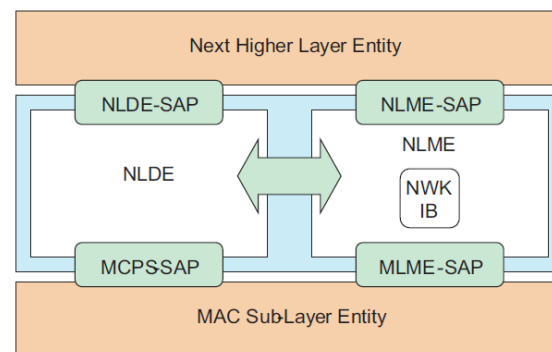 Next Higher Layer Entity
NLDE-SAP
NLME-SAP
NLDE
NLME
NWK
IB
MCPS-SAP
MLME-SAP
MAC Sub-Layer Entity